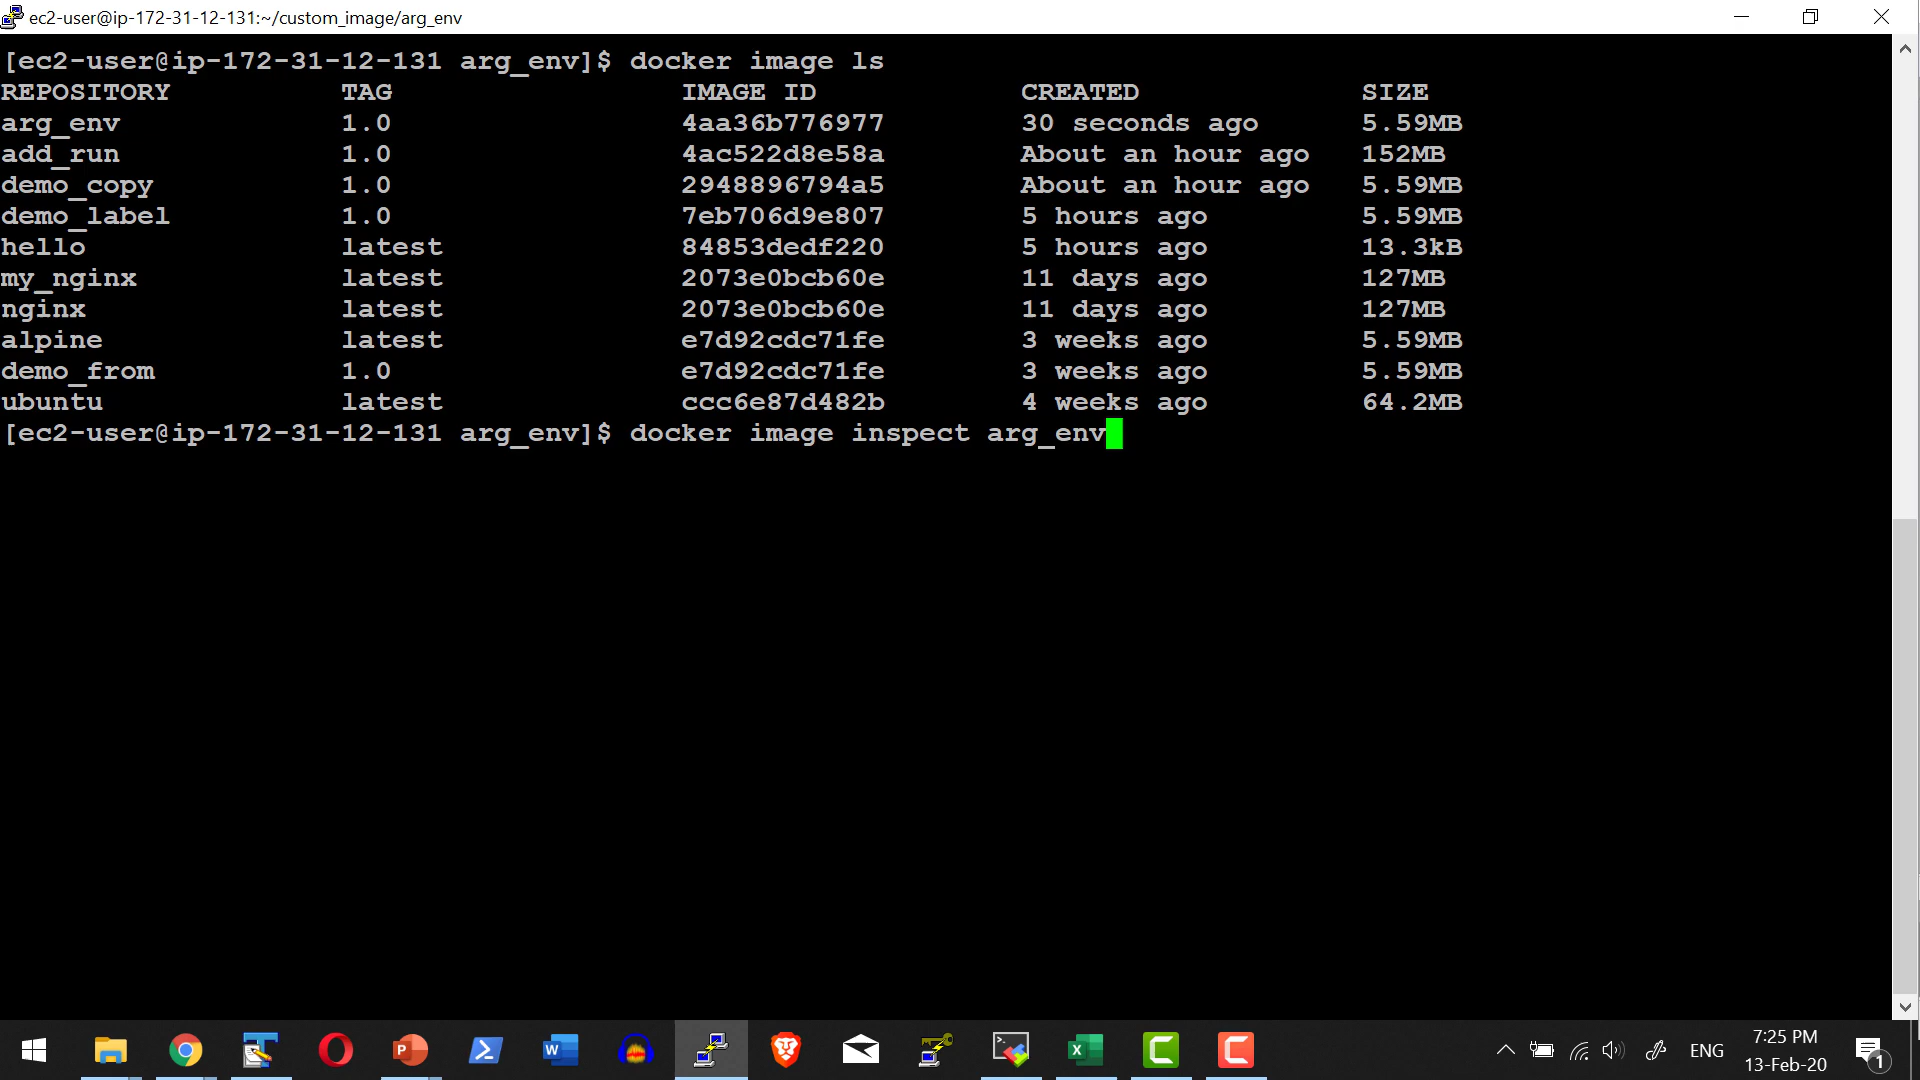 ec2-user@ip-172-31-12-131:~/custom_image/arg_env
[ec2-user@ip-172-31-12-131 arg_env]$ docker image ls
REPOSITORY TAG IMAGE ID CREATED SIZE
arg_env 1.0 4aa36b776977 30 seconds ago 5.59MB
add_run 1.0 4ac522d8e58a About an hour ago 152MB
demo_copy 1.0 2948896794a5 About an hour ago 5.59MB
demo_label 1.0 7eb706d9e807 5 hours ago 5.59MB
hello latest 84853dedf220 5 hours ago 13.3kB
my_nginx latest 2073e0bcb60e 11 days ago 127MB
nginx latest 2073e0bcb60e 11 days ago 127MB
alpine latest e7d92cdc71fe 3 weeks ago 5.59MB
demo_from 1.0 e7d92cdc71fe 3 weeks ago 5.59MB
ubuntu latest ccc6e87d482b 4 weeks ago 64.2MB
[ec2-user@ip-172-31-12-131 arg_env]$ docker image inspect arg_env
ENG
7:25 PM
13-Feb-20
1